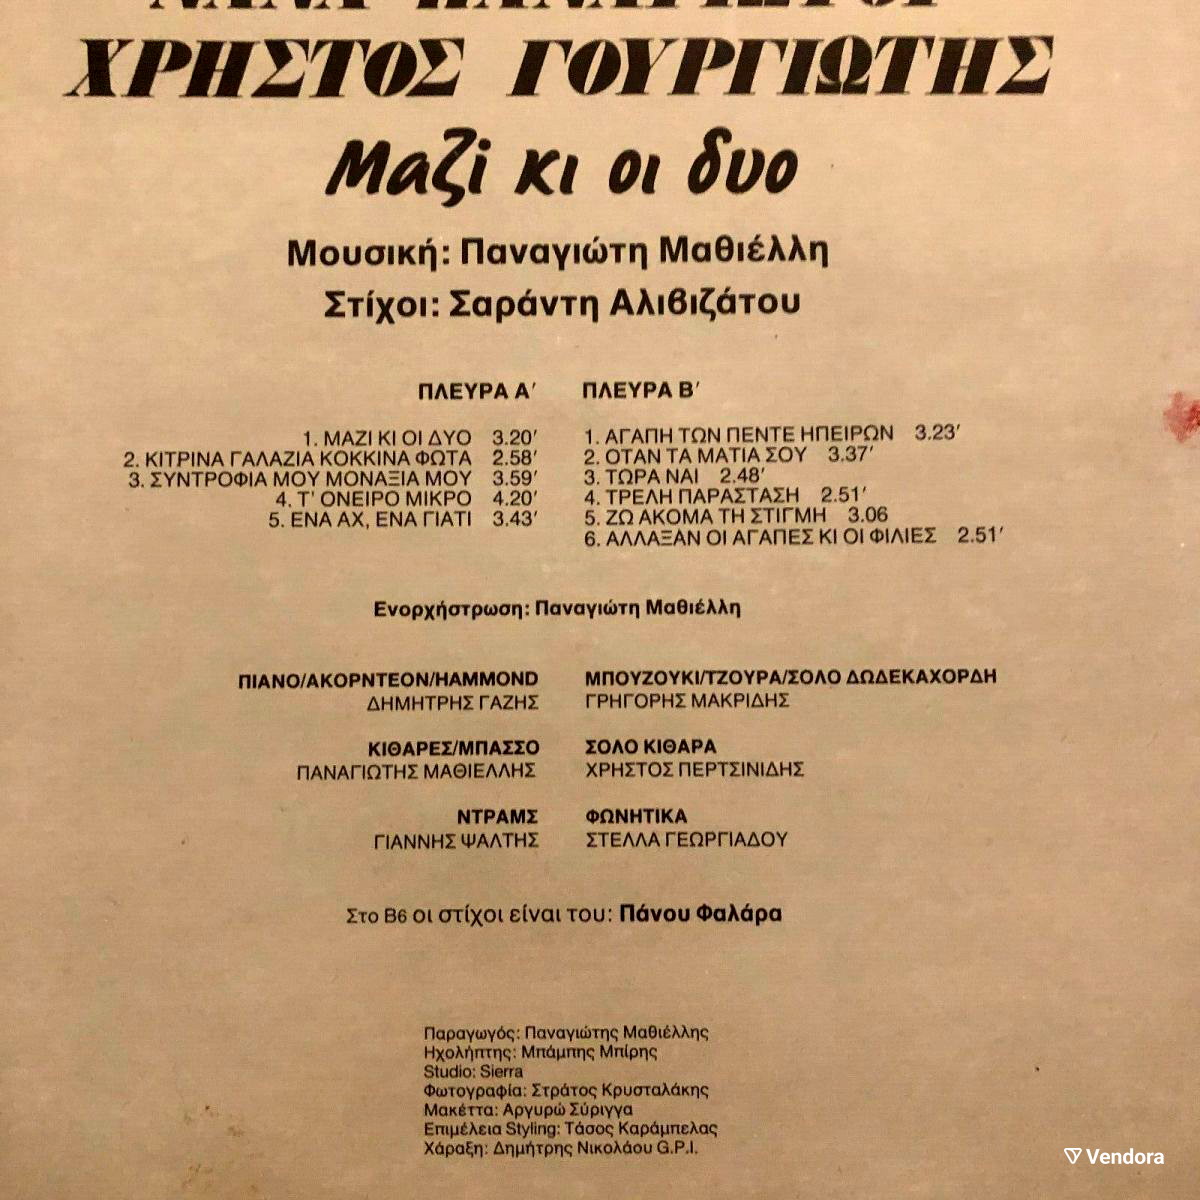 ΧΡΗΣΤΟΣ ΓΟΥΡΓΙΩΤΗΣ
Μαζί κι οι δυο
Μουσική: Παναγιώτη Μαθιέλλη
Στίχοι: Σαράντη Αλιβιζάτου
ΠΛΕΥΡΑ Α'
1. ΜΑΖΙ ΚΙ ΟΙ ΔΥΟ 3.20'
2. ΚΙΤΡΙΝΑ ΓΑΛΑΖΙΑ ΚΟΚΚΙΝΑ ΦΩΤΑ 2.58'
3. ΣΥΝΤΡΟΦΙΑ ΜΟΥ ΜΟΝΑΞΙΑ ΜΟΥ 3.59'
4. Τ' ΟΝΕΙΡΟ ΜΙΚΡΟ 4.20'
5. ΕΝΑ ΑΧ, ΕΝΑ ΓΙΑΤΙ 3.43'
ΠΛΕΥΡΑ Β'
1. ΑΓΑΠΗ ΤΩΝ ΠΕΝΤΕ ΗΠΕΙΡΩΝ 3.23'
2. ΟΤΑΝ ΤΑ ΜΑΤΙΑ ΣΟΥ 3.37'
3. ΤΩΡΑ ΝΑΙ 2.48'
4. ΤΡΕΛΗ ΠΑΡΑΣΤΑΣΗ 2.51'
5. ΖΩ ΑΚΟΜΑ ΤΗ ΣΤΙΓΜΗ 3.06
6. ΑΛΛΑΞΑΝ ΟΙ ΑΓΑΠΕΣ ΚΙ ΟΙ ΦΙΛΙΕΣ 2.51'
Ενορχήστρωση: Παναγιώτη Μαθιέλλη
ΠΙΑΝΟ/ΑΚΟΡΝΤΕΟΝ/HAMMOND
ΔΗΜΗΤΡΗΣ ΓΑΖΗΣ
ΜΠΟΥΖΟΥΚΙ/ΤΖΟΥΡΑ/ΣΟΛΟ ΔΩΔΕΚΑΧΟΡΔΗ
ΓΡΗΓΟΡΗΣ ΜΑΚΡΙΔΗΣ
ΚΙΘΑΡΕΣ/ΜΠΑΣΣΟ
ΠΑΝΑΓΙΩΤΗΣ ΜΑΘΙΕΛΛΗΣ
ΣΟΛΟ ΚΙΘΑΡΑ
ΧΡΗΣΤΟΣ ΠΕΡΤΣΙΝΙΔΗΣ
ΝΤΡΑΜΣ
ΓΙΑΝΝΗΣ ΨΑΛΤΗΣ
ΦΩΝΗΤΙΚΑ
ΣΤΕΛΛΑ ΓΕΩΡΓΙΑΔΟΥ
Στο Β6 οι στίχοι είναι του: Πάνου Φαλάρα
Παραγωγός: Παναγιώτης Μαθιέλλης
Ηχολήπτης: Μπάμπης Μπίρης
Studio: Sierra
Φωτογραφία: Στράτος Κρυσταλάκης
Μακέττα: Αργυρώ Σύριγγα
Επιμέλεια Styling: Τάσος Καράμπελας
Χάραξη: Δημήτρης Νικολάου G.P.I.
Vendora